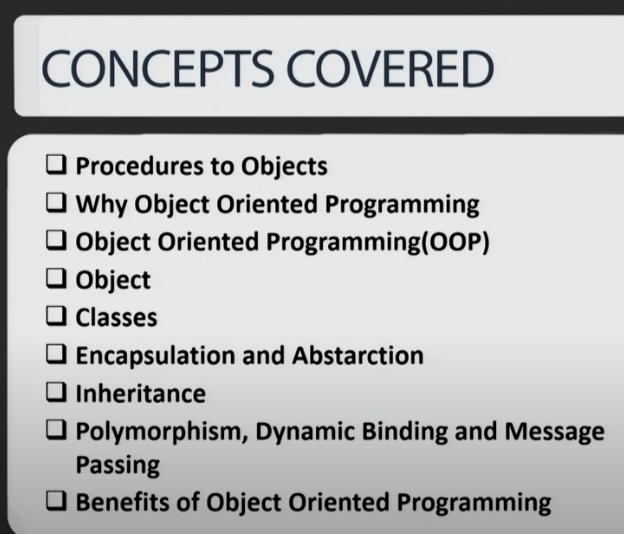 CONCEPTS COVERED
Procedures to Objects
Why Object Oriented Programming
Object Oriented Programming(OOP)
Object
Classes
Encapsulation and Abstarction
Inheritance
Polymorphism, Dynamic Binding and Message
Passing
Benefits of Object Oriented Programming